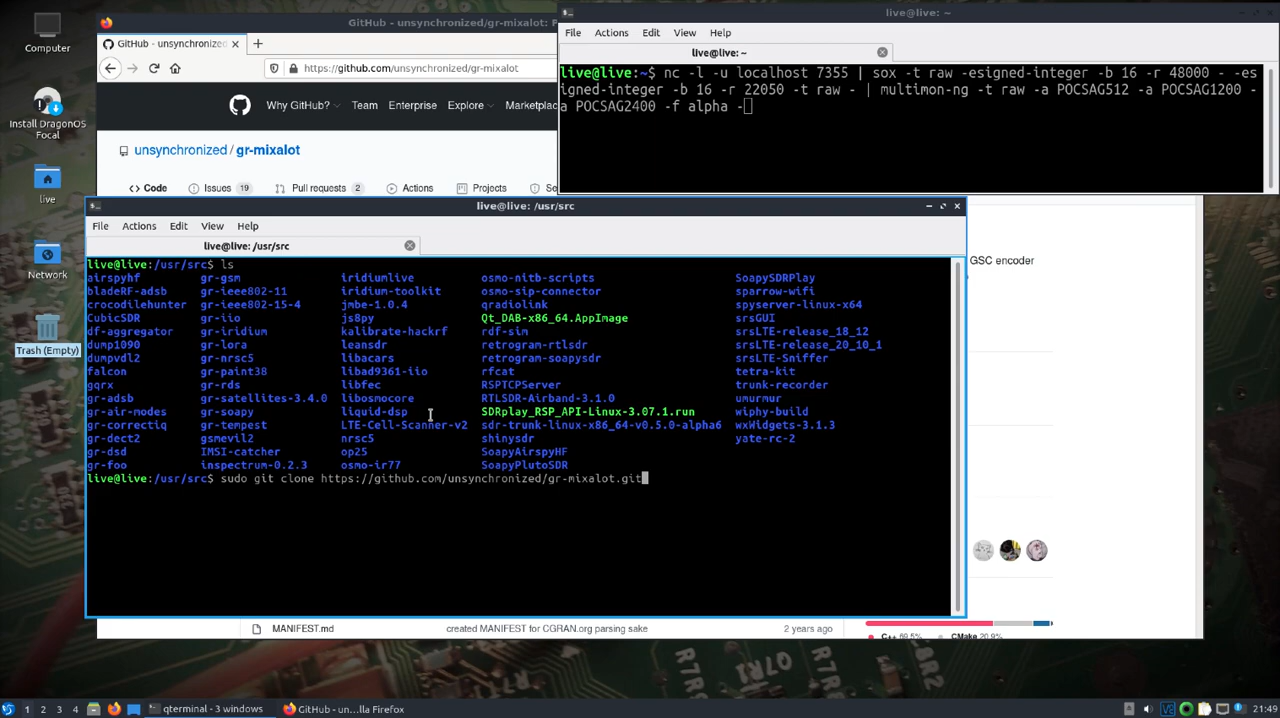 Computer
Install DragonOS
Focal
live
Network
Trash (Empty)
GitHub - unsynchronized/gr-mixalot:
GitHub - unsynchronized
https://github.com/unsynchronized/gr-mixalot
Why GitHub?
Team
Enterprise
Explore
Marketplac
unsynchronized / gr-mixalot
Code
Issues 19
Pull requests 2
Actions
Projects
live@live: ~
File Actions Edit View Help
live@live: ~
live@live:~$ nc -l -u localhost 7355 | sox -t raw -esigned-integer -b 16 -r 48000 - -es
igned-integer -b 16 -r 22050 -t raw - | multimon-ng -t raw -a POCSAG512 -a POCSAG1200 -
a POCSAG2400 -f alpha -
live@live: /usr/src
File Actions Edit View Help
live@live: /usr/src
live@live:/usr/src$ ls
airspyhf gr-gsm iridiumlive osmo-nitb-scripts SoapySDRPlay
bladeRF-adsb gr-ieee802-11 iridium-toolkit osmo-sip-connector sparrow-wifi
crocodilehunter gr-ieee802-15-4 jmbe-1.0.4 qradiolink spyserver-linux-x64
CubicSDR gr-iio js8py Qt_DAB-x86_64.AppImage srsGUI
df-aggregator gr-iridium kalibrate-hackrf rdf-sim srsLTE-release_18_12
dump1090 gr-lora leansdr retrogram-rtlsdr srsLTE-release_20_10_1
dumpvdl2 gr-nrsc5 libacars retrogram-soapysdr srsLTE-Sniffer
falcon gr-paint38 libad9361-iio rfcat tetra-kit
gqrx gr-rds libfec RSPTCPServer trunk-recorder
gr-adsb gr-satellites-3.4.0 libosmocore RTLSDR-Airband-3.1.0 umurmur
gr-air-modes gr-soapy liquid-dsp SDRplay_RSP_API-Linux-3.07.1.run wiphy-build
gr-correctiq gr-tempest LTE-Cell-Scanner-v2 sdr-trunk-linux-x86_64-v0.5.0-alpha6 wxWidgets-3.1.3
gr-dect2 gsmevil2 nrsc5 shinysdr yate-rc-2
gr-dsd IMSI-catcher op25 SoapyAirspyHF
gr-foo inspectrum-0.2.3 osmo-ir77 SoapyPlutoSDR
live@live:/usr/src$ sudo git clone https://github.com/unsynchronized/gr-mixalot.git
GSC encoder
MANIFEST.md created MANIFEST for CGRAN.org parsing sake 2 years ago
C++ 69.5% CMake 20.9%
1 2 3 4
qterminal - 3 windows
GitHub - un...lla Firefox
21:49